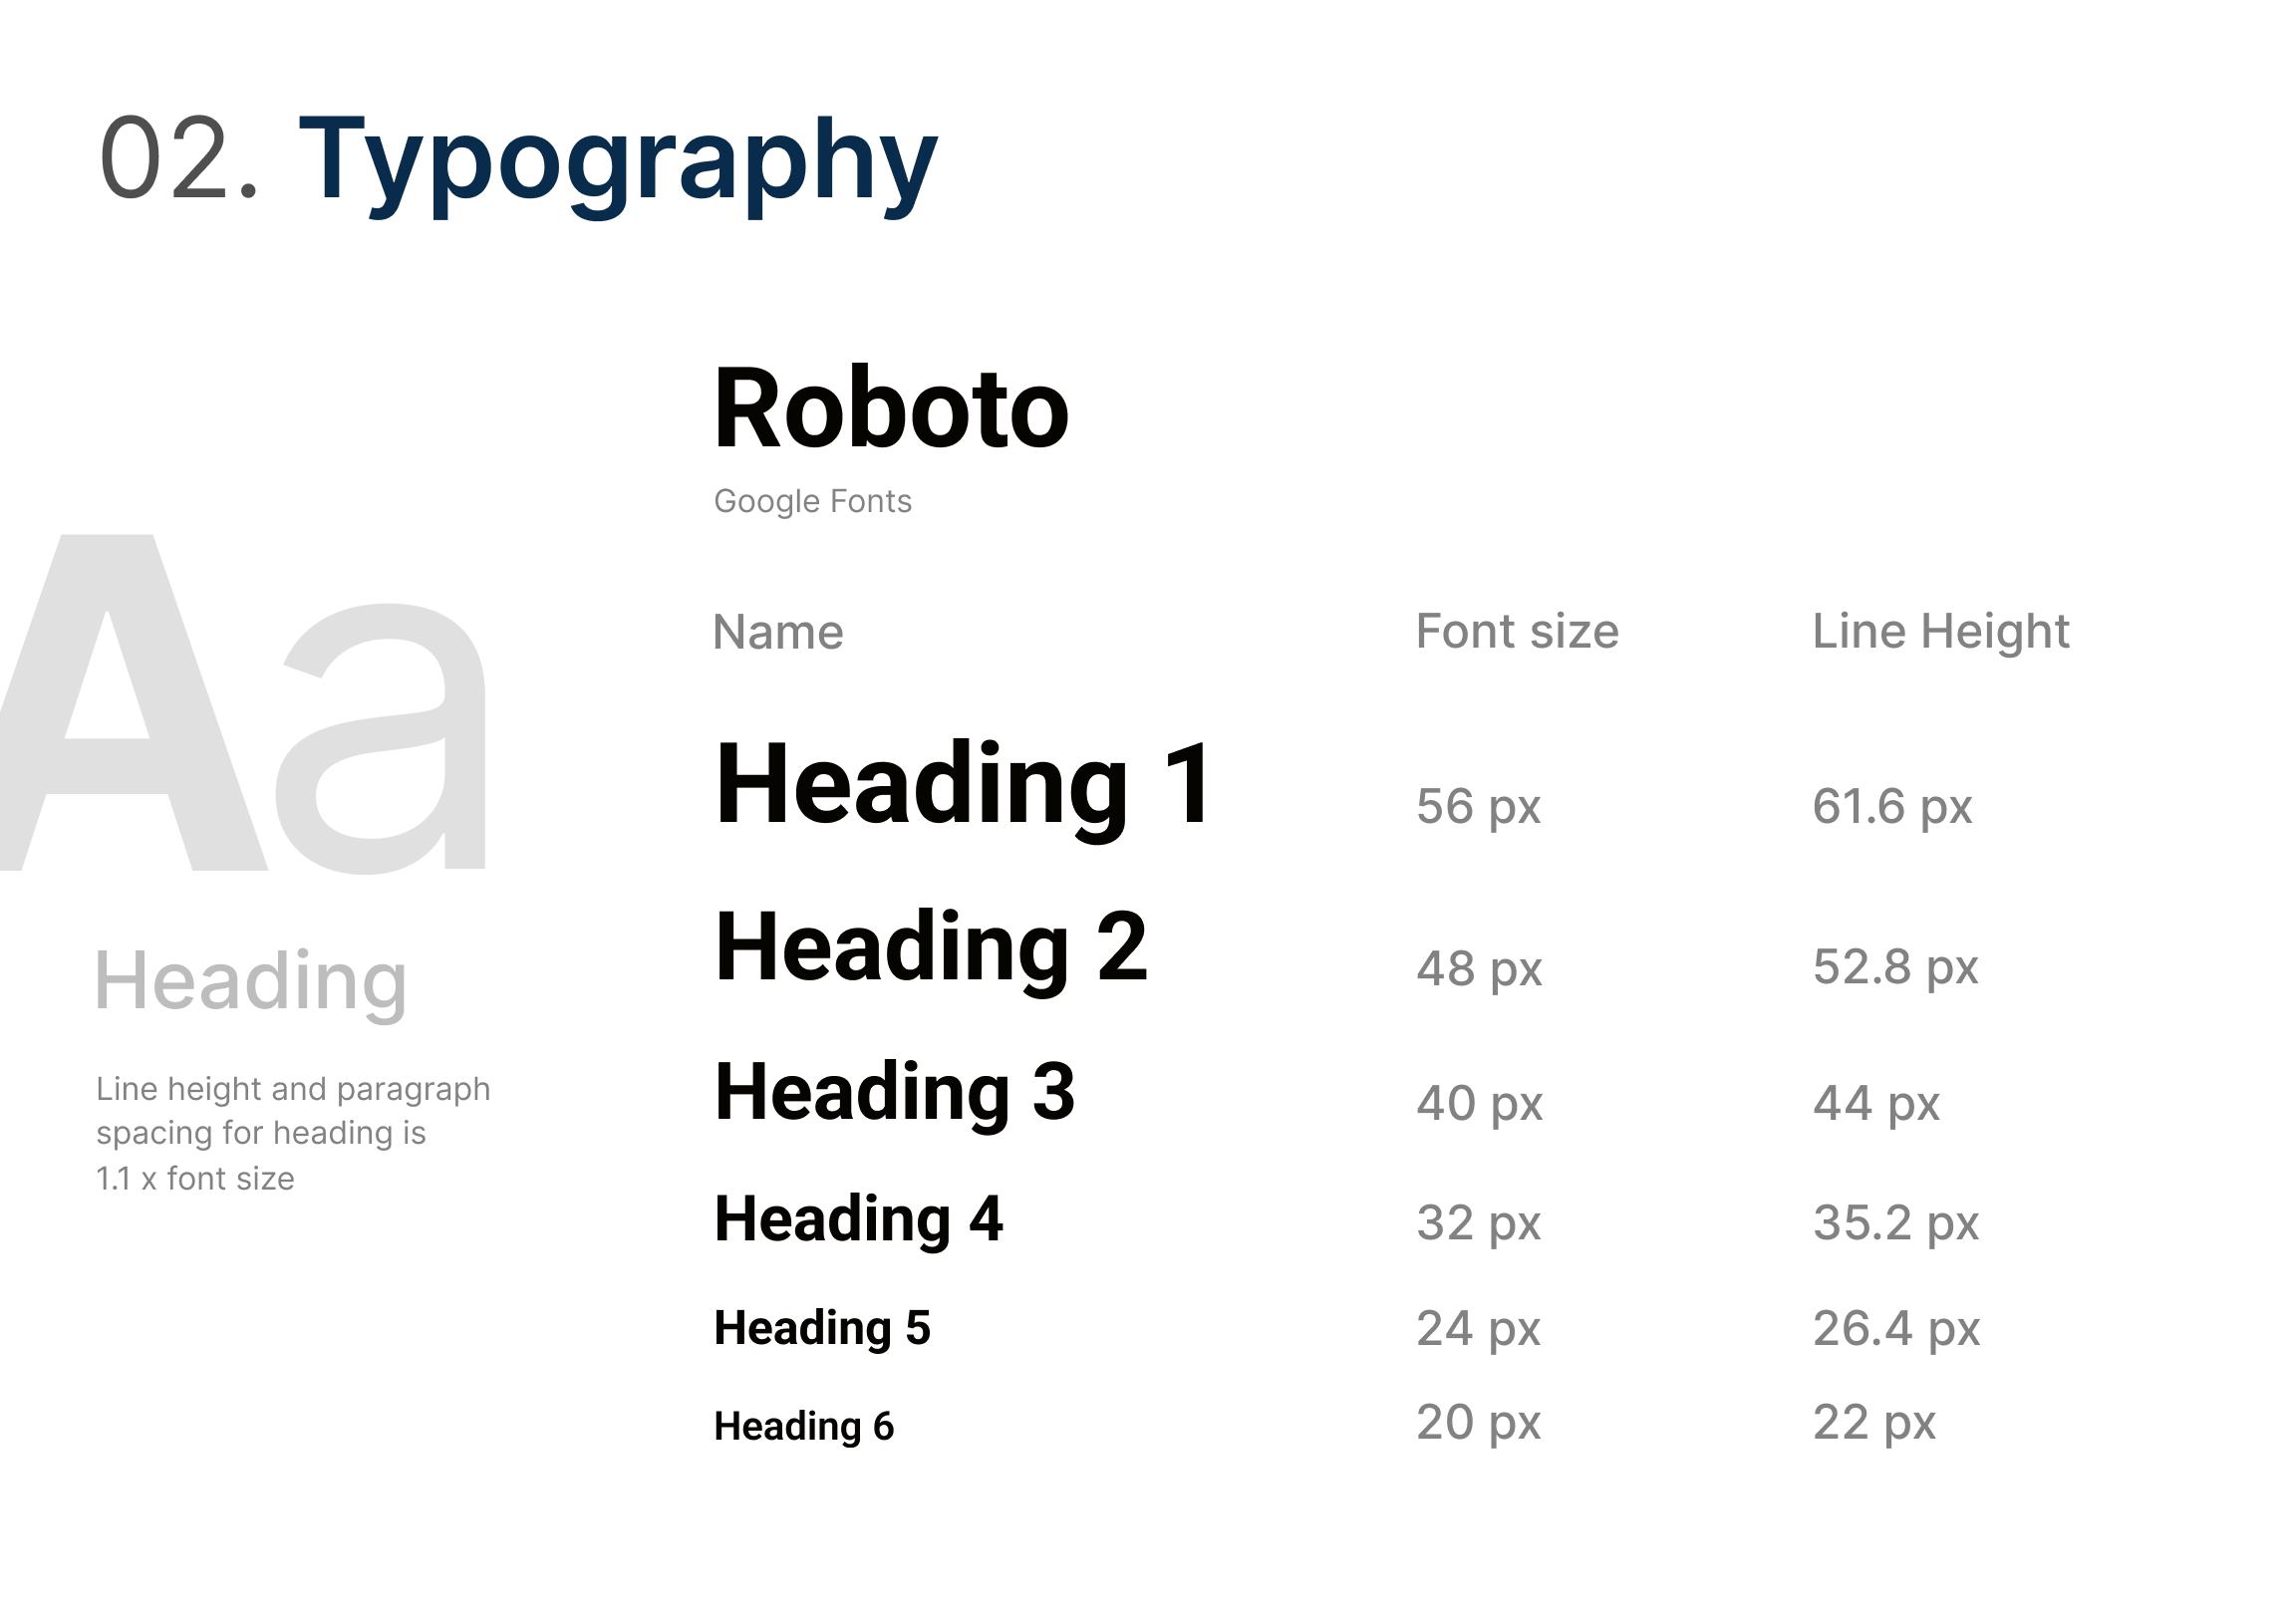 02. Typography
Roboto
Google Fonts
Aa
Heading
Line height and paragraph
spacing for heading is
1.1 x font size
Name Font size Line Height
Heading 1 56 px 61.6 px
Heading 2 48 px 52.8 px
Heading 3 40 px 44 px
Heading 4 32 px 35.2 px
Heading 5 24 px 26.4 px
Heading 6 20 px 22 px